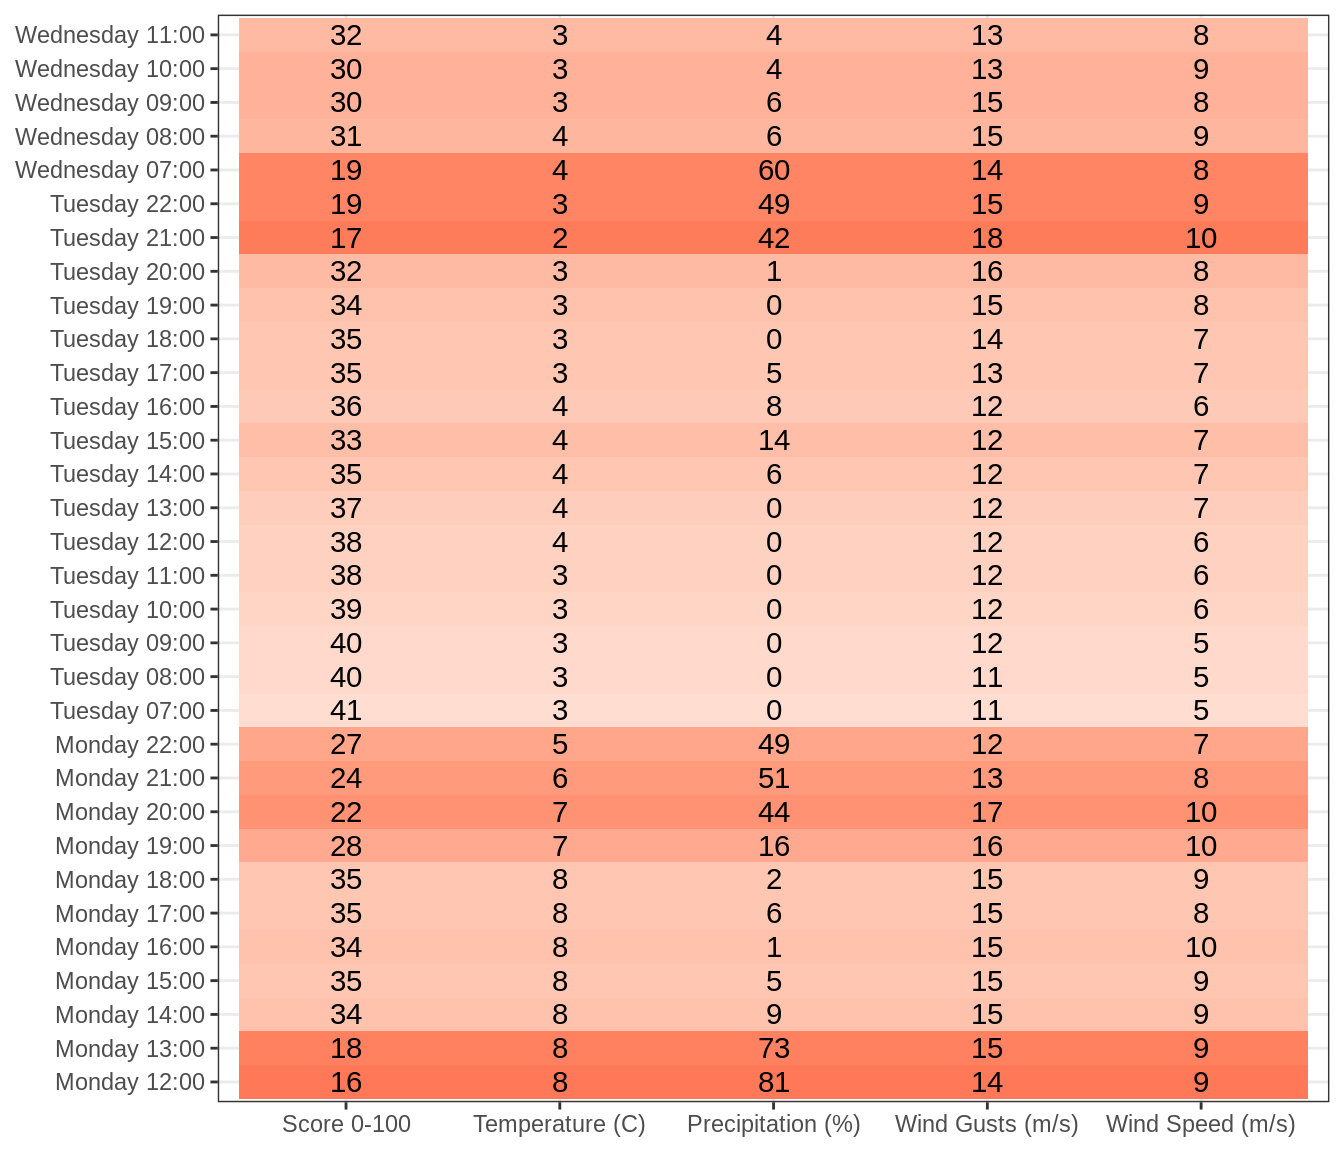 Wednesday 11:00 32 3 4 13 8
Wednesday 10:00 30 3 4 13 9
Wednesday 09:00 30 3 6 15 8
Wednesday 08:00 31 4 6 15 9
Wednesday 07:00 19 4 60 14 8
Tuesday 22:00 19 3 49 15 9
Tuesday 21:00 17 2 42 18 10
Tuesday 20:00 32 3 1 16 8
Tuesday 19:00 34 3 0 15 8
Tuesday 18:00 35 3 0 14 7
Tuesday 17:00 35 3 5 13 7
Tuesday 16:00 36 4 8 12 6
Tuesday 15:00 33 4 14 12 7
Tuesday 14:00 35 4 6 12 7
Tuesday 13:00 37 4 0 12 7
Tuesday 12:00 38 4 0 12 6
Tuesday 11:00 38 3 0 12 6
Tuesday 10:00 39 3 0 12 6
Tuesday 09:00 40 3 0 12 5
Tuesday 08:00 40 3 0 11 5
Tuesday 07:00 41 3 0 11 5
Monday 22:00 27 5 49 12 7
Monday 21:00 24 6 51 13 8
Monday 20:00 22 7 44 17 10
Monday 19:00 28 7 16 16 10
Monday 18:00 35 8 2 15 9
Monday 17:00 35 8 6 15 8
Monday 16:00 34 8 1 15 10
Monday 15:00 35 8 5 15 9
Monday 14:00 34 8 9 15 9
Monday 13:00 18 8 73 15 9
Monday 12:00 16 8 81 14 9
Score 0-100 Temperature (C) Precipitation (%) Wind Gusts (m/s) Wind Speed (m/s)